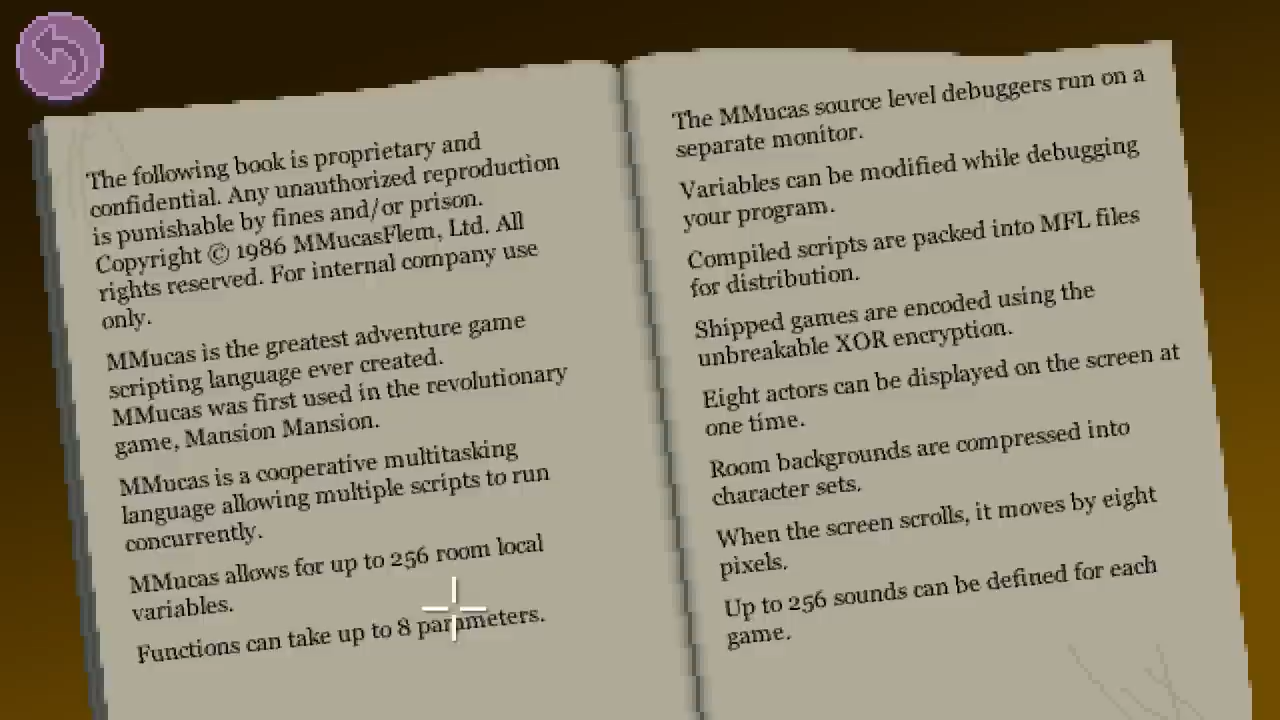 The following book is proprietary and
confidential. Any unauthorized reproduction
is punishable by fines and/or prison.
Copyright © 1986 MMucasFlem, Ltd. All
rights reserved. For internal company use
only.
MMucas is the greatest adventure game
scripting language ever created.
MMucas was first used in the revolutionary
game, Mansion Mansion.
MMucas is a cooperative multitasking
language allowing multiple scripts to run
concurrently.
MMucas allows for up to 256 room local
variables.
Functions can take up to 8 parameters.
The MMucas source level debuggers run on a
separate monitor.
Variables can be modified while debugging
your program.
Compiled scripts are packed into MFL files
for distribution.
Shipped games are encoded using the
unbreakable XOR encryption.
Eight actors can be displayed on the screen at
one time.
Room backgrounds are compressed into
character sets.
When the screen scrolls, it moves by eight
pixels.
Up to 256 sounds can be defined for each
game.